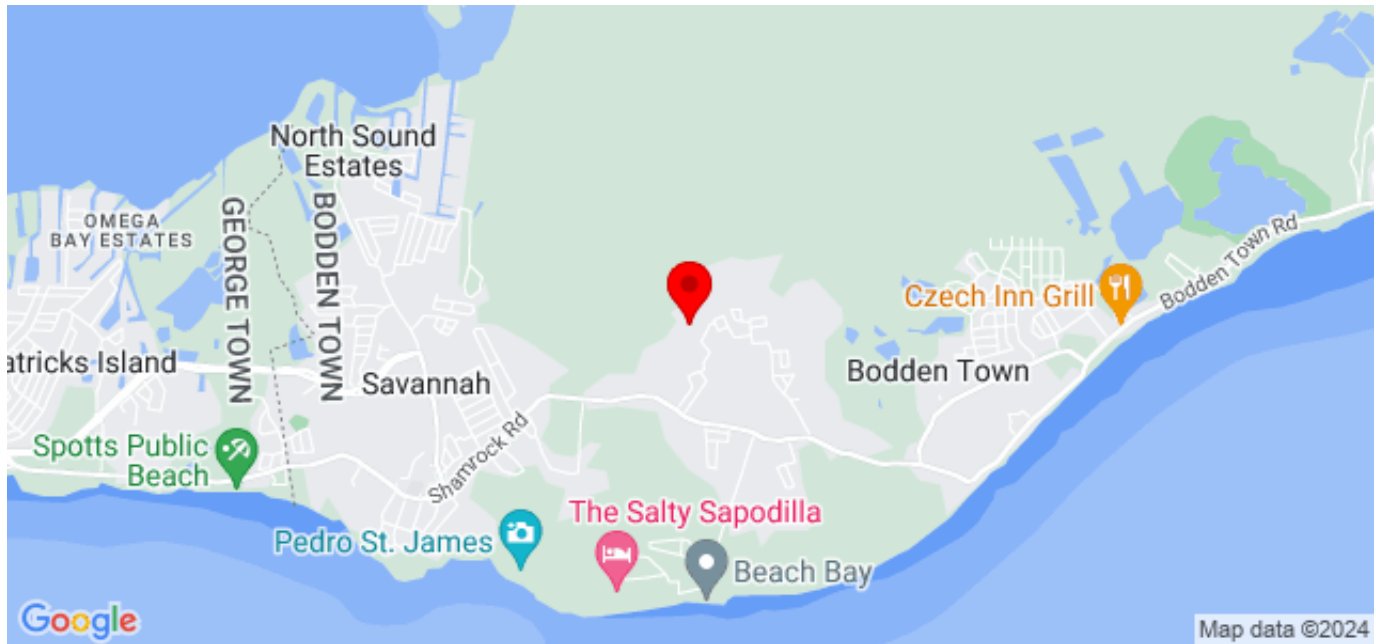 North Sound
Estates
OMEGA
BAY ESTATES
GEORGE TOWN
BODDEN TOWN
Bodden Town Rd
Czech Inn Grill
atricks Island
Savannah
Bodden Town
Spotts Public
Beach
Shamrock Rd
The Salty Sapodilla
Pedro St. James
Beach Bay
Google
Map data ©2024